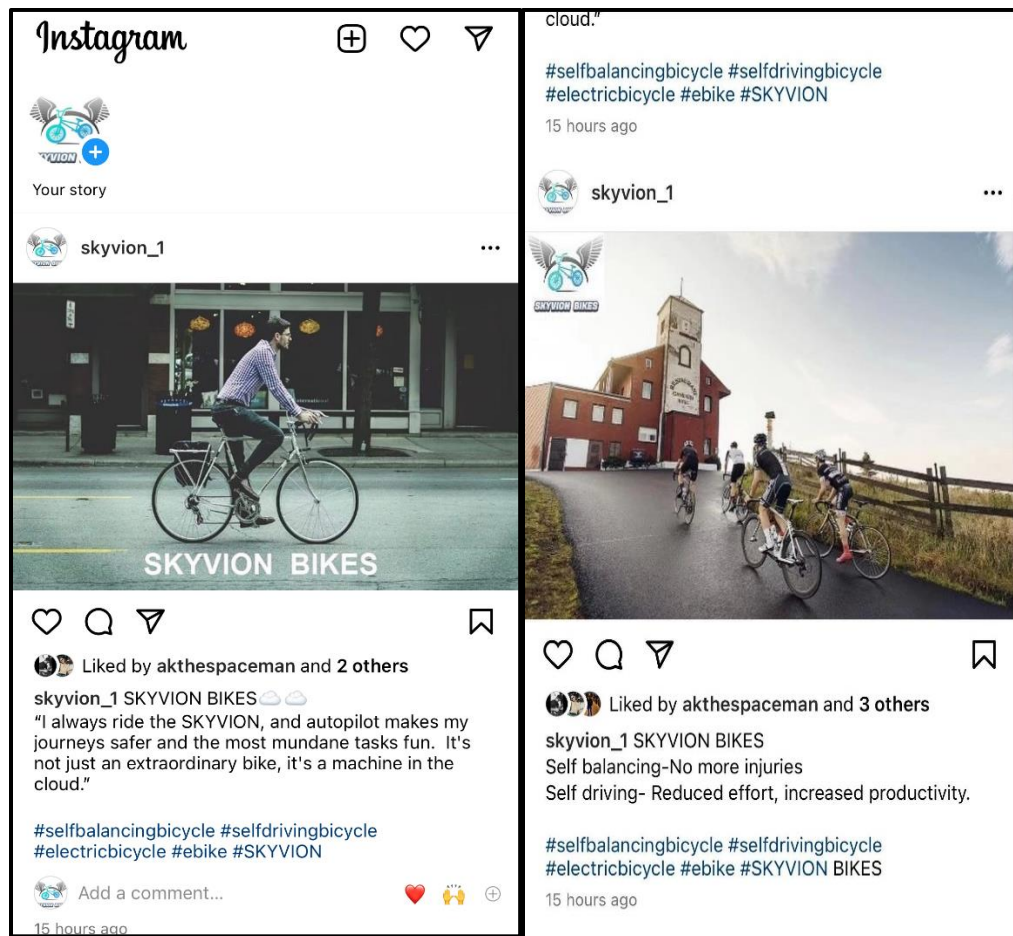 Instagram
YVION
Your story
skyvion_1
SKYVION BIKES
Liked by akthespaceman and 2 others
skyvion_1 SKYVION BIKES☁️☁️
“I always ride the SKYVION, and autopilot makes my
journeys safer and the most mundane tasks fun. It's
not just an extraordinary bike, it's a machine in the
cloud.”
#selfbalancingbicycle #selfdrivingbicycle
#electricbicycle #ebike #SKYVION
Add a comment...
15 hours ago
cloud.”
#selfbalancingbicycle #selfdrivingbicycle
#electricbicycle #ebike #SKYVION
15 hours ago
skyvion_1
SKYVION BIKES
Liked by akthespaceman and 3 others
skyvion_1 SKYVION BIKES
Self balancing-No more injuries
Self driving- Reduced effort, increased productivity.
#selfbalancingbicycle #selfdrivingbicycle
#electricbicycle #ebike #SKYVION BIKES
15 hours ago